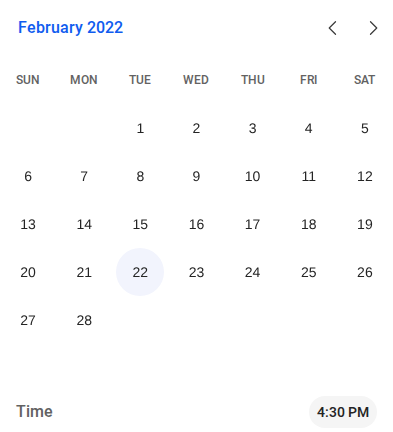 February 2022
SUN MON TUE WED THU FRI SAT
1 2 3 4 5
6 7 8 9 10 11 12
13 14 15 16 17 18 19
20 21 22 23 24 25 26
27 28
Time 4:30 PM